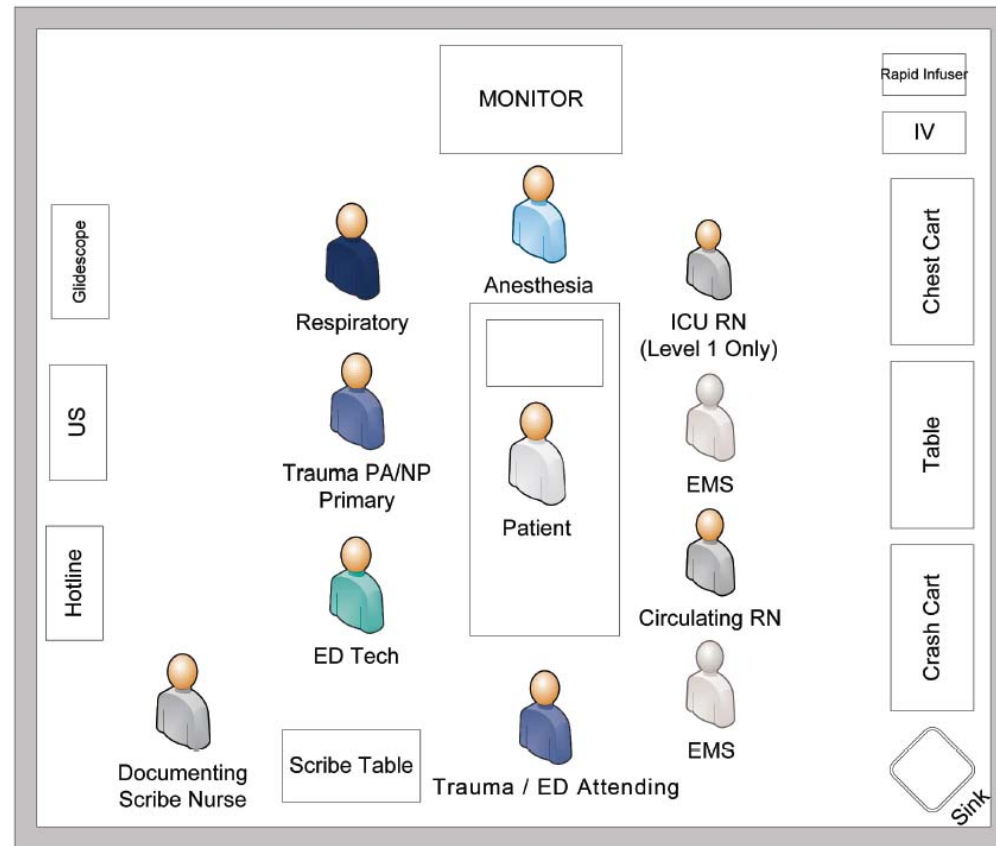 MONITOR
Rapid Infuser
IV
Glidescope
Chest Cart
Anesthesia
Respiratory
ICU RN
(Level 1 Only)
US
Table
Trauma PA/NP
Primary
EMS
Patient
Hotline
Circulating RN
Crash Cart
ED Tech
EMS
Documenting
Scribe Nurse
Scribe Table
Trauma / ED Attending
Sink